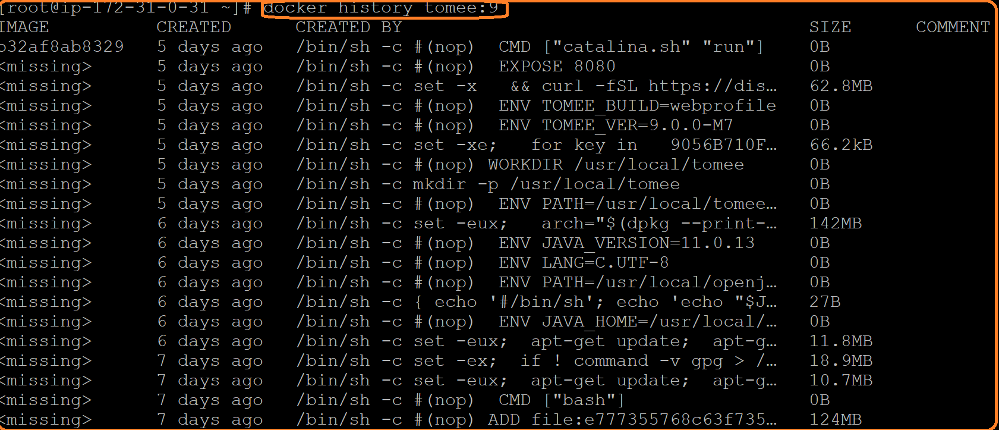 [root@ip-172-31-0-31 ~]# docker history tomee:9
IMAGE CREATED CREATED BY SIZE COMMENT
b32af8ab8329 5 days ago /bin/sh -c #(nop) CMD ["catalina.sh" "run"] 0B
<missing> 5 days ago /bin/sh -c #(nop) EXPOSE 8080 0B
<missing> 5 days ago /bin/sh -c set -x && curl -fSL https://dis… 62.8MB
<missing> 5 days ago /bin/sh -c #(nop) ENV TOMEE_BUILD=webprofile 0B
<missing> 5 days ago /bin/sh -c #(nop) ENV TOMEE_VER=9.0.0-M7 0B
<missing> 5 days ago /bin/sh -c set -xe; for key in 9056B710F… 66.2kB
<missing> 5 days ago /bin/sh -c #(nop) WORKDIR /usr/local/tomee 0B
<missing> 5 days ago /bin/sh -c mkdir -p /usr/local/tomee 0B
<missing> 5 days ago /bin/sh -c #(nop) ENV PATH=/usr/local/tomee… 0B
<missing> 6 days ago /bin/sh -c set -eux; arch="$(dpkg --print-… 142MB
<missing> 6 days ago /bin/sh -c #(nop) ENV JAVA_VERSION=11.0.13 0B
<missing> 6 days ago /bin/sh -c #(nop) ENV LANG=C.UTF-8 0B
<missing> 6 days ago /bin/sh -c #(nop) ENV PATH=/usr/local/openj… 0B
<missing> 6 days ago /bin/sh -c { echo '#/bin/sh'; echo 'echo "$J… 27B
<missing> 6 days ago /bin/sh -c #(nop) ENV JAVA_HOME=/usr/local/… 0B
<missing> 6 days ago /bin/sh -c set -eux; apt-get update; apt-g… 11.8MB
<missing> 7 days ago /bin/sh -c set -ex; if ! command -v gpg > /… 18.9MB
<missing> 7 days ago /bin/sh -c set -eux; apt-get update; apt-g… 10.7MB
<missing> 7 days ago /bin/sh -c #(nop) CMD ["bash"] 0B
<missing> 7 days ago /bin/sh -c #(nop) ADD file:e777355768c63f735… 124MB